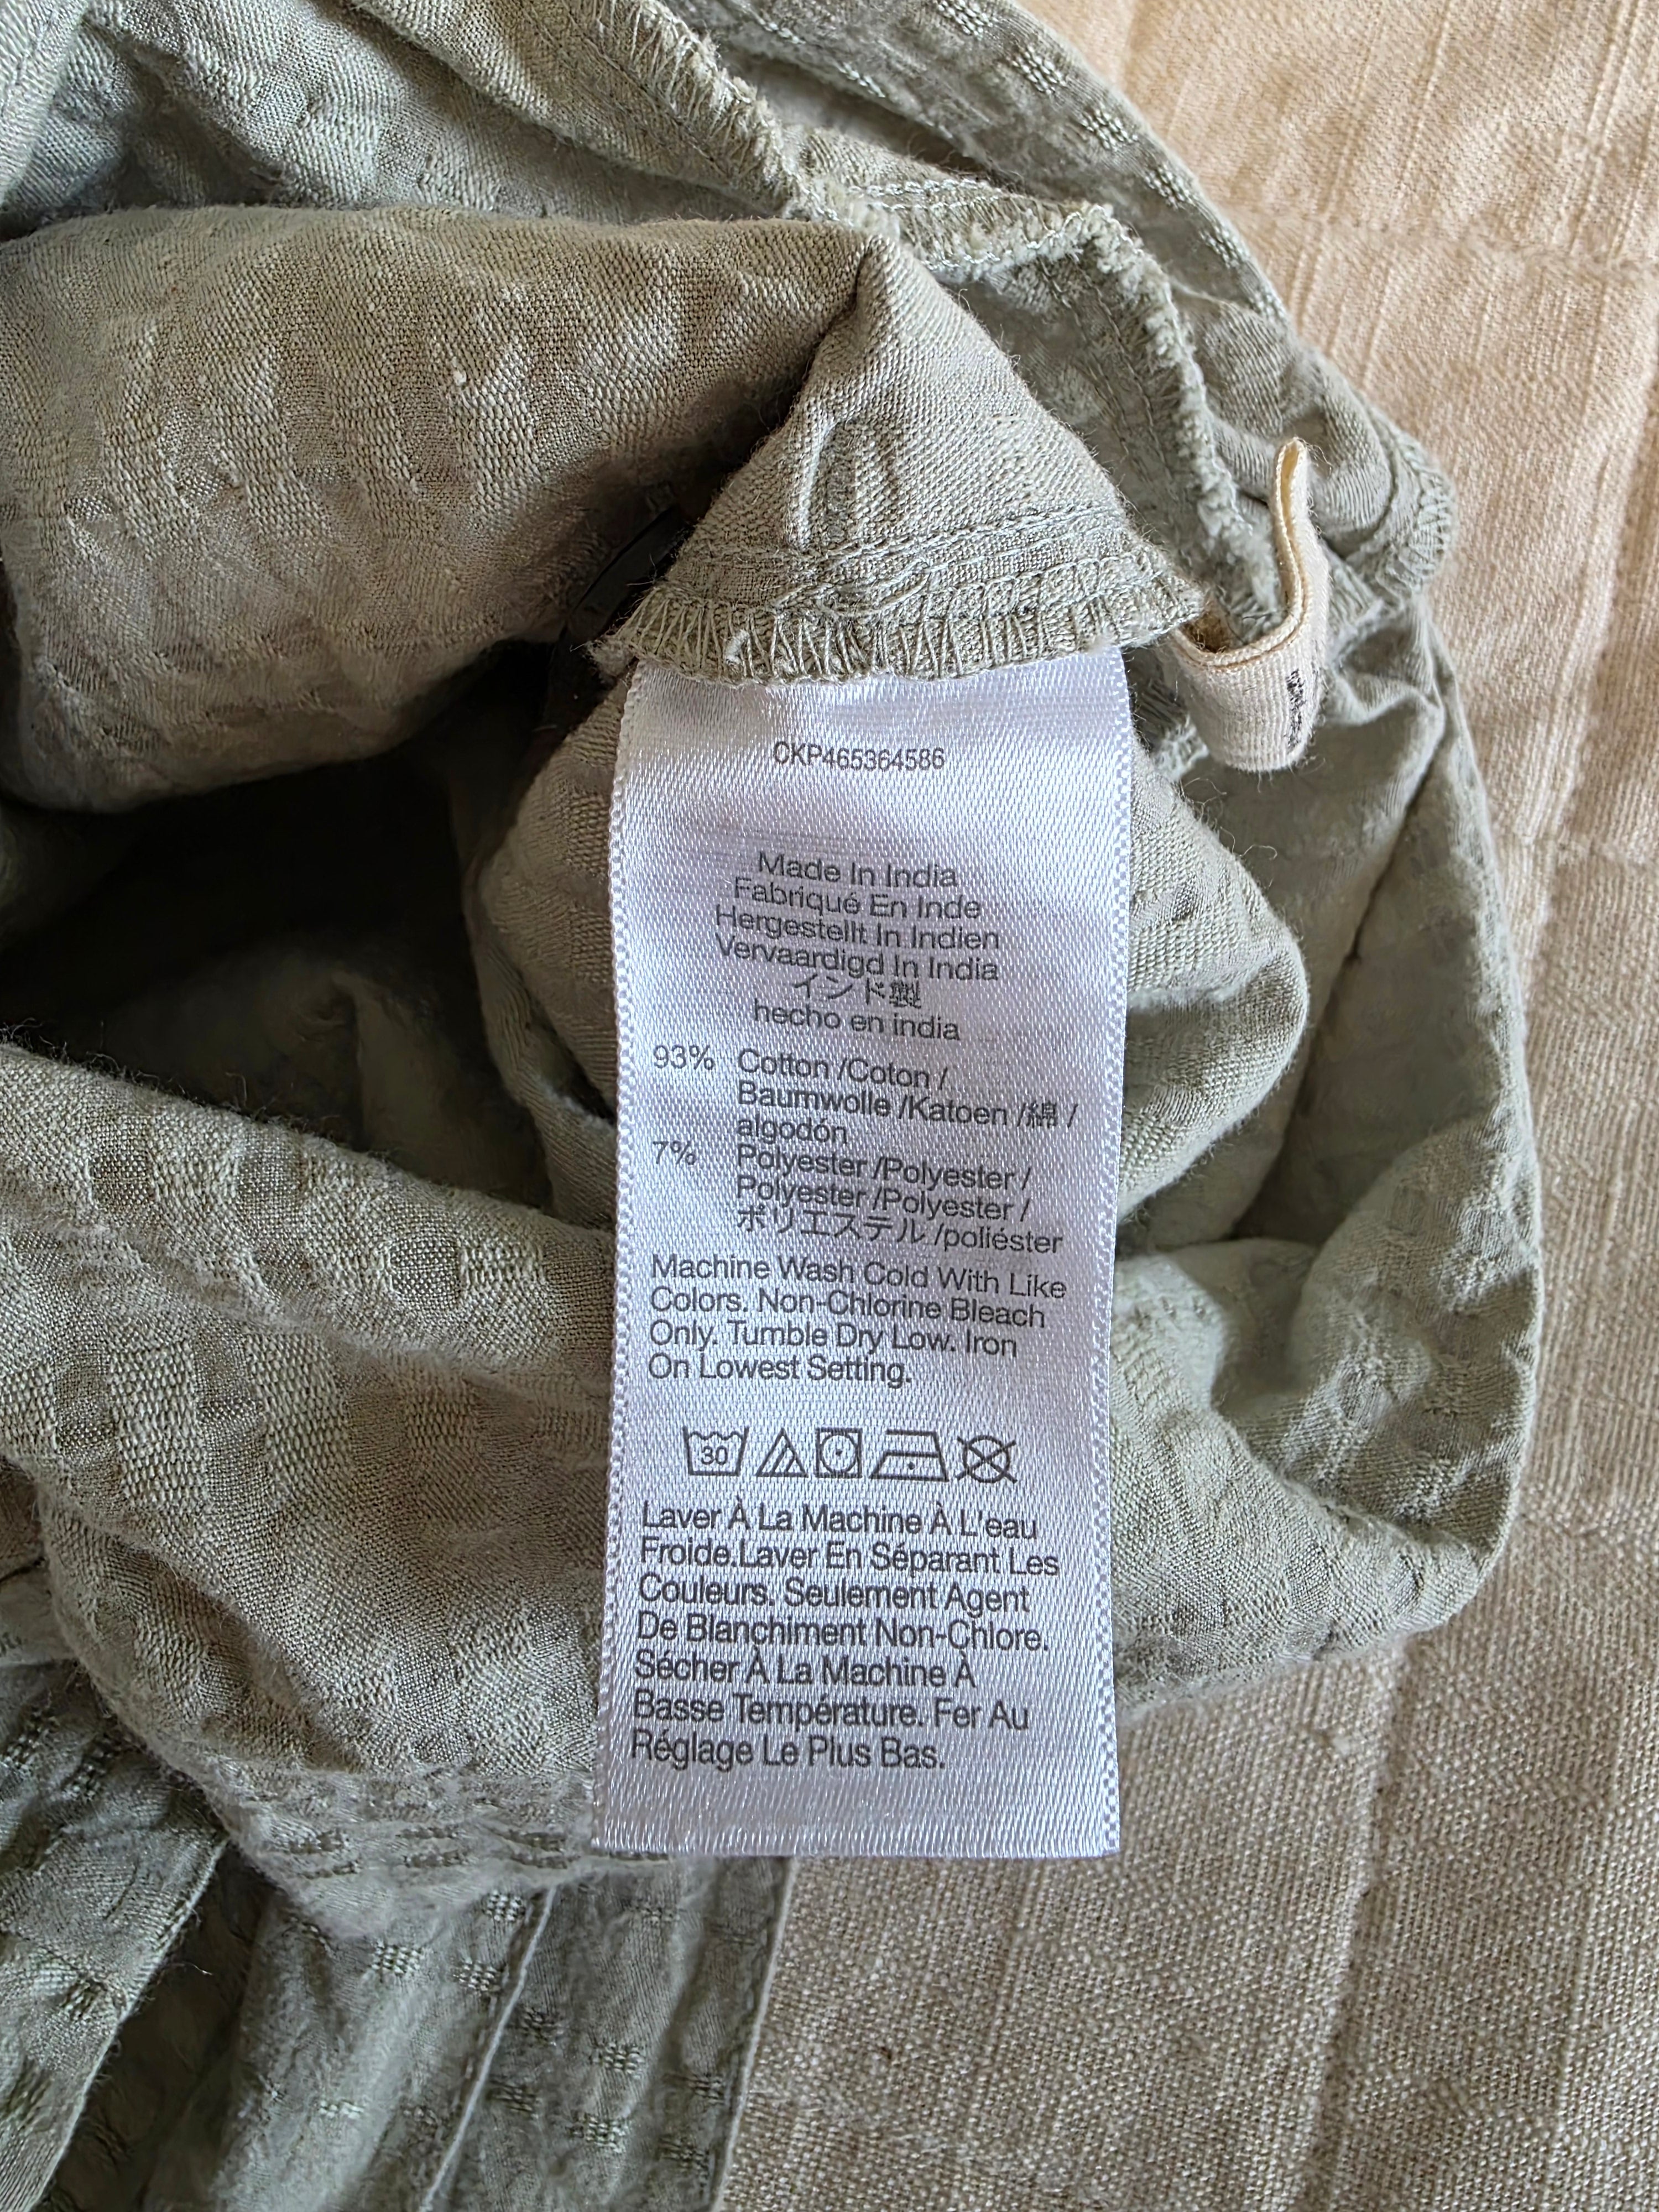 CKP465364586
Made In India
Fabriqué En Inde
Hergestellt In Indien
Vervaardigd In India
インド製
hecho en india
93% Cotton /Coton /
Baumwolle /Katoen /綿 /
algodón
7% Polyester /Polyester /
Polyester /Polyester /
ポリエステル /poliéster
Machine Wash Cold With Like
Colors. Non-Chlorine Bleach
Only. Tumble Dry Low. Iron
On Lowest Setting.
30
Laver À La Machine À L'eau
Froide.Laver En Séparant Les
Couleurs. Seulement Agent
De Blanchiment Non-Chlore.
Sécher À La Machine À
Basse Température. Fer Au
Réglage Le Plus Bas.